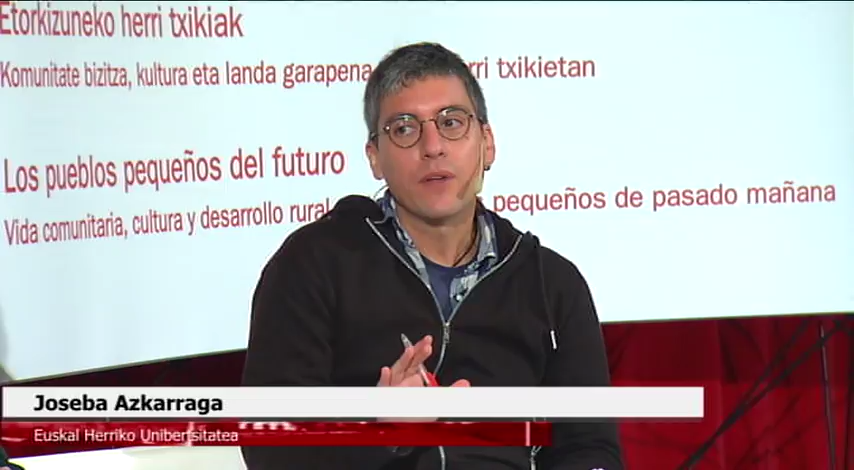 Etorkizuneko herri txikiak
Komunitate bizitza, kultura eta landa garapena rri txikietan
Los pueblos pequeños del futuro
Vida comunitaria, cultura y desarrollo rural pequeños de pasado mañana
Joseba Azkarraga
Euskal Herriko Unibertsitatea